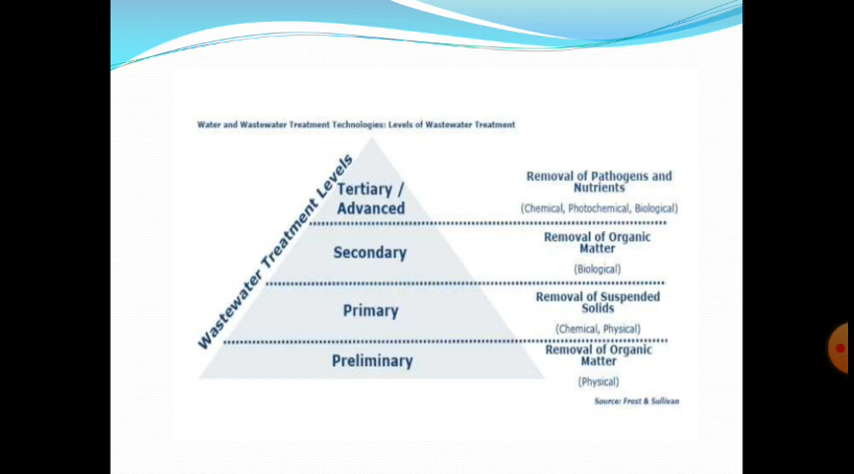 Water and Wastewater Treatment Technologies: Levels of Wastewater Treatment
Wastewater Treatment Levels
Tertiary /
Advanced
Removal of Pathogens and
Nutrients
(Chemical, Photochemical, Biological)
Secondary
Removal of Organic
Matter
(Biological)
Primary
Removal of Suspended
Solids
(Chemical, Physical)
Preliminary
Removal of Organic
Matter
(Physical)
Source: Frost & Sullivan